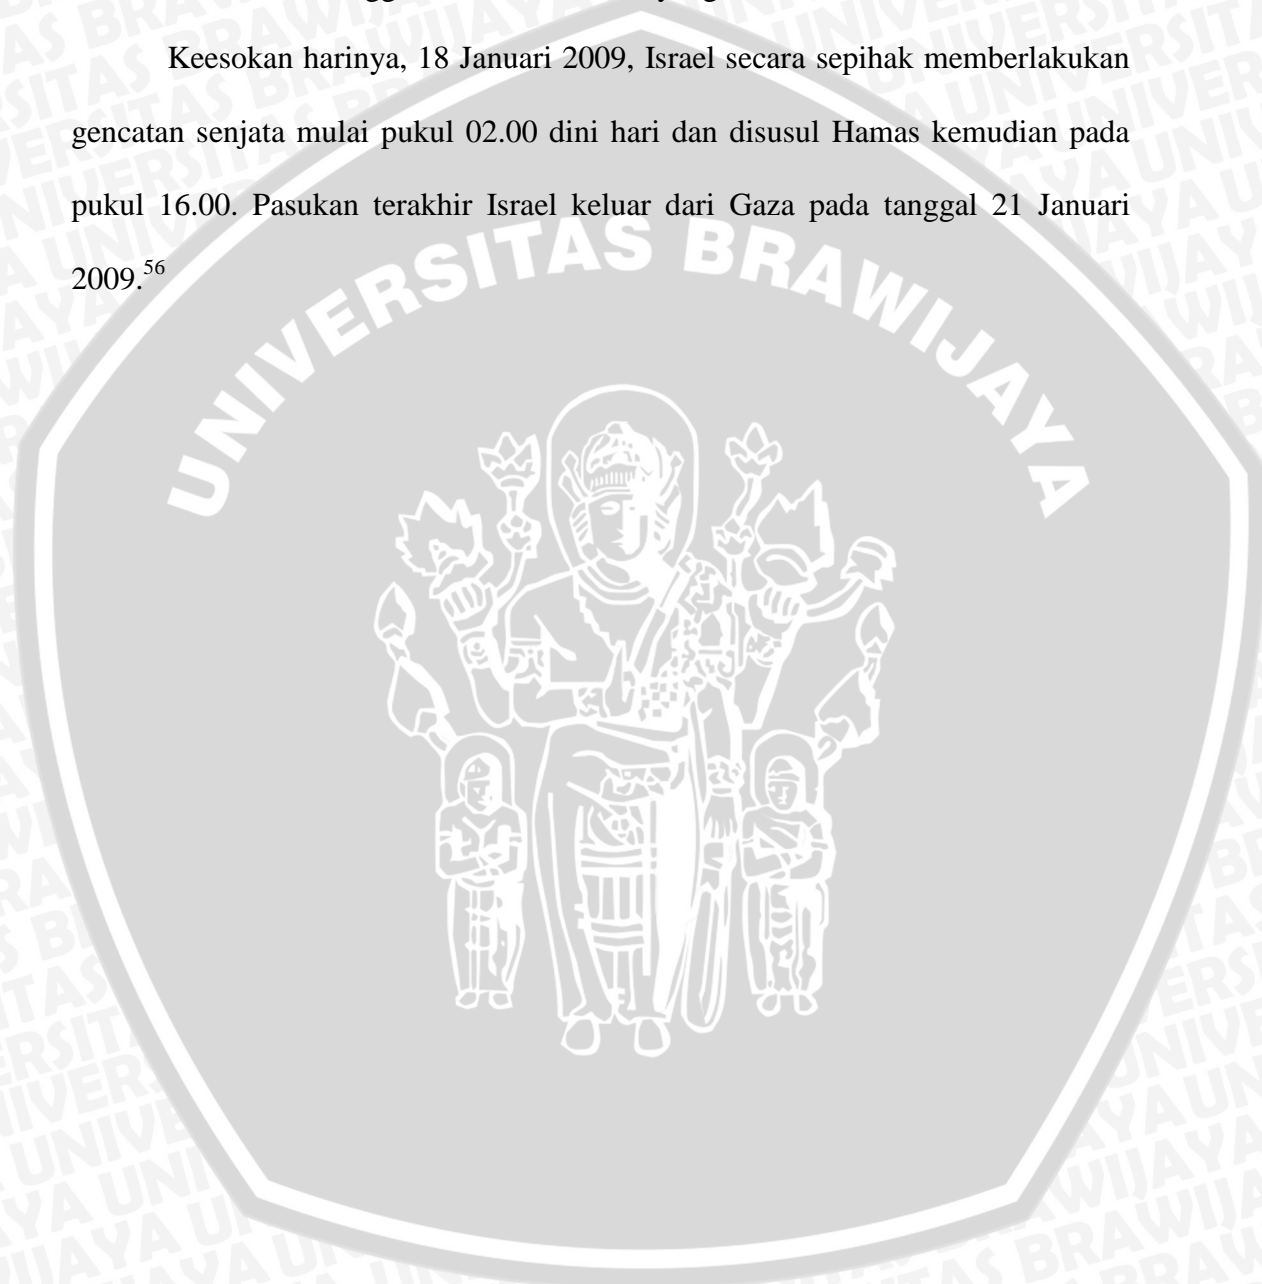 Keesokan harinya, 18 Januari 2009, Israel secara sepihak memberlakukan
gencatan senjata mulai pukul 02.00 dini hari dan disusul Hamas kemudian pada
pukul 16.00. Pasukan terakhir Israel keluar dari Gaza pada tanggal 21 Januari
2009.56
UNIVERSITAS BRAWIJAYA